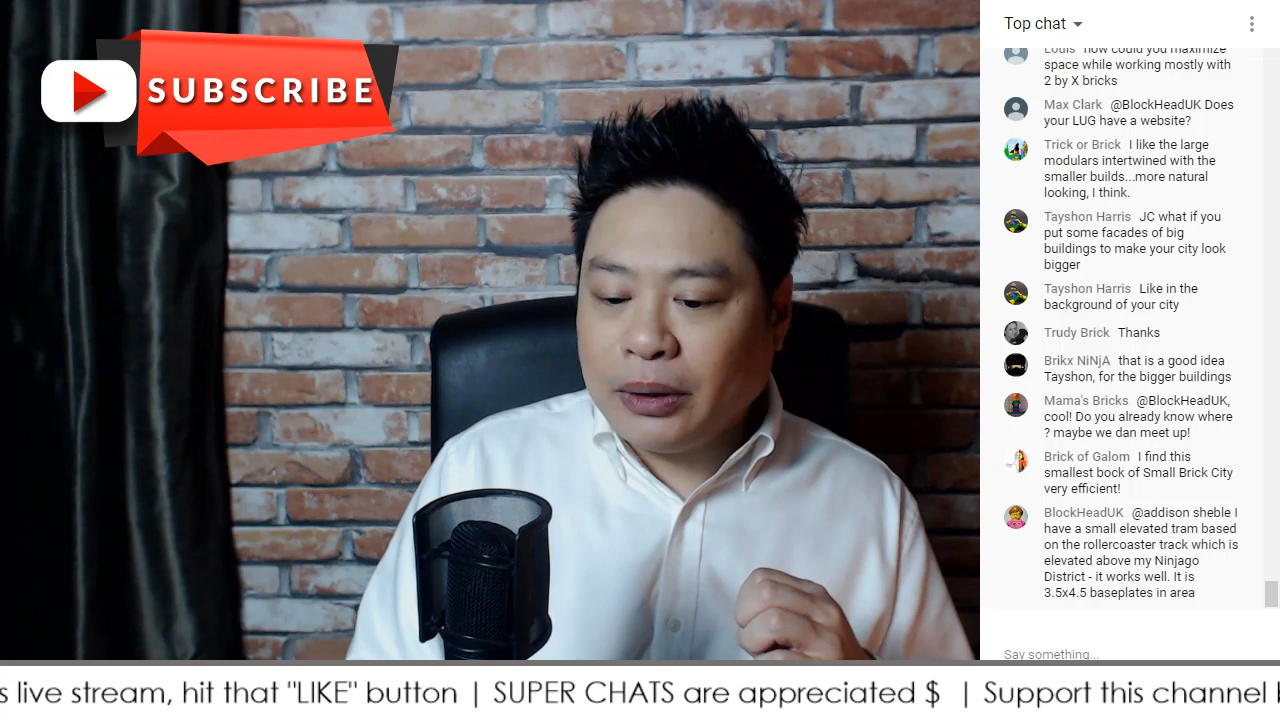 SUBSCRIBE
Top chat
Louis how could you maximize
space while working mostly with
2 by X bricks
Max Clark @BlockHeadUK Does
your LUG have a website?
Trick or Brick I like the large
modulars intertwined with the
smaller builds...more natural
looking, I think.
Tayshon Harris JC what if you
put some facades of big
buildings to make your city look
bigger
Tayshon Harris Like in the
background of your city
Trudy Brick Thanks
Brikx NiNjA that is a good idea
Tayshon, for the bigger buildings
Mama's Bricks @BlockHeadUK,
cool! Do you already know where
? maybe we dan meet up!
Brick of Galom I find this
smallest bock of Small Brick City
very efficient!
BlockHeadUK @addison sheble I
have a small elevated tram based
on the rollercoaster track which is
elevated above my Ninjago
District - it works well. It is
3.5x4.5 baseplates in area
Say something...
s live stream, hit that "LIKE" button | SUPER CHATS are appreciated $ | Support this channel